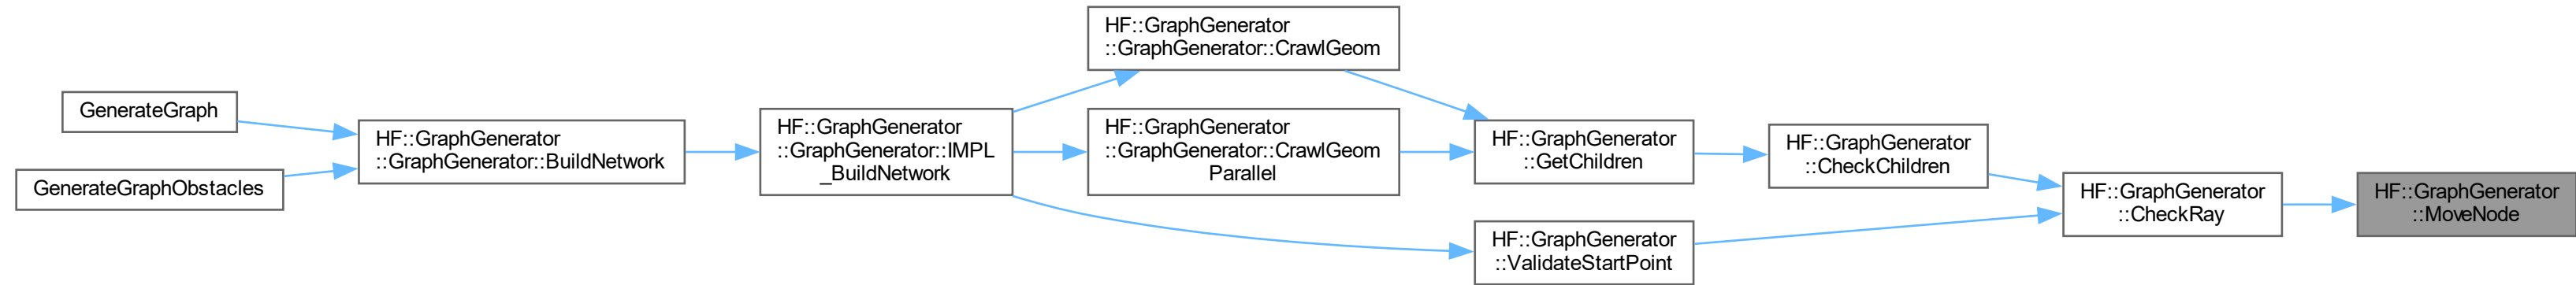 GenerateGraph
GenerateGraphObstacles
HF::GraphGenerator
::GraphGenerator::BuildNetwork
HF::GraphGenerator
::GraphGenerator::IMPL
_BuildNetwork
HF::GraphGenerator
::GraphGenerator::CrawlGeom
HF::GraphGenerator
::GraphGenerator::CrawlGeom
Parallel
HF::GraphGenerator
::GetChildren
HF::GraphGenerator
::ValidateStartPoint
HF::GraphGenerator
::CheckChildren
HF::GraphGenerator
::CheckRay
HF::GraphGenerator
::MoveNode